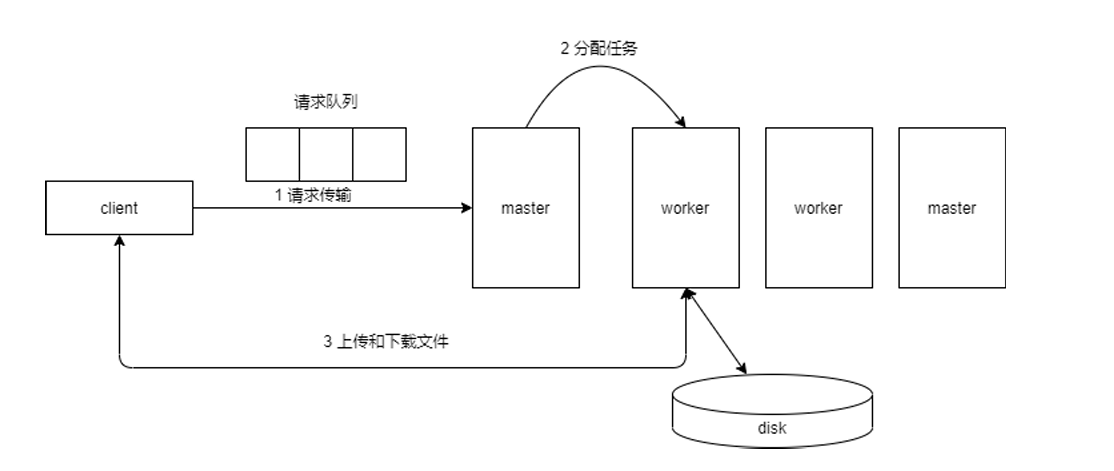 2 分配任务
请求队列
1 请求传输
client
master
worker
worker
master
3 上传和下载文件
disk